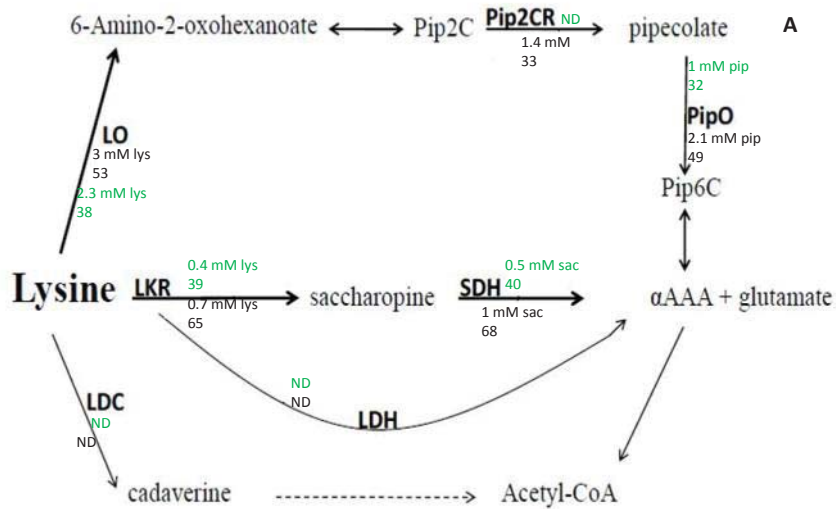 A
6-Amino-2-oxohexanoate
Pip2C
Pip2CR ND
1.4 mM
33
pipecolate
1 mM pip
32
PipO
2.1 mM pip
49
Pip6C
LO
3 mM lys
53
2.3 mM lys
38
Lysine
LKR
0.4 mM lys
39
0.7 mM lys
65
saccharopine
SDH
0.5 mM sac
40
1 mM sac
68
αAAA + glutamate
ND
ND
LDH
LDC
ND
ND
cadaverine
Acetyl-CoA